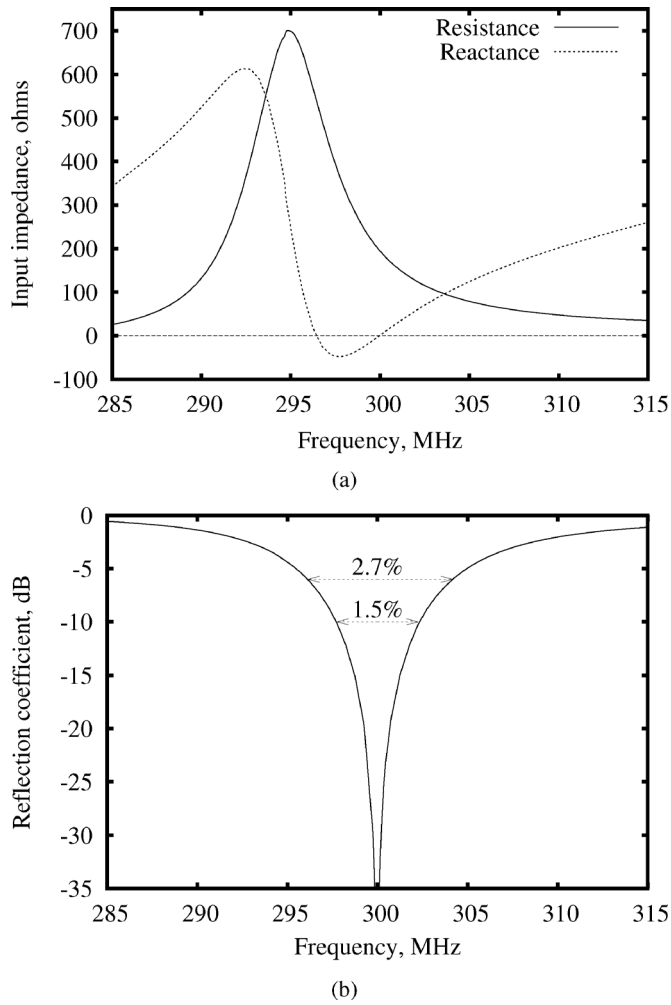 Resistance
Reactance
700
600
500
400
300
200
100
0
-100
Input impedance, ohms
285 290 295 300 305 310 315
Frequency, MHz
(a)
0
-5
-10
-15
-20
-25
-30
-35
2.7%
1.5%
Reflection coefficient, dB
285 290 295 300 305 310 315
Frequency, MHz
(b)